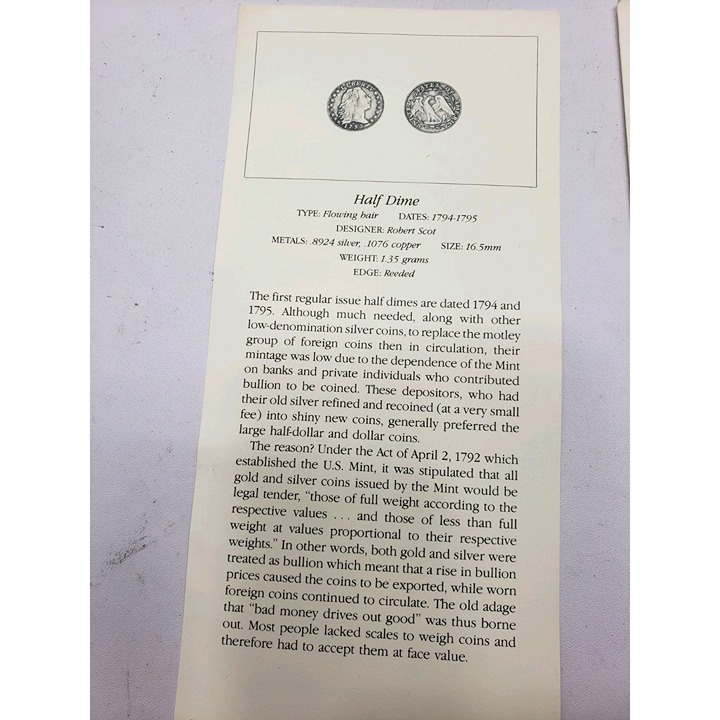 LIBERTY
Half Dime
TYPE: Flowing hair DATES: 1794-1795
DESIGNER: Robert Scot
METALS: .8924 silver, .1076 copper SIZE: 16.5mm
WEIGHT: 1.35 grams
EDGE: Reeded
The first regular issue half dimes are dated 1794 and
1795. Although much needed, along with other
low-denomination silver coins, to replace the motley
group of foreign coins then in circulation, their
mintage was low due to the dependence of the Mint
on banks and private individuals who contributed
bullion to be coined. These depositors, who had
their old silver refined and recoined (at a very small
fee) into shiny new coins, generally preferred the
large half-dollar and dollar coins.
The reason? Under the Act of April 2, 1792 which
established the U.S. Mint, it was stipulated that all
gold and silver coins issued by the Mint would be
legal tender, "those of full weight according to the
respective values . . . and those of less than full
weight at values proportional to their respective
weights." In other words, both gold and silver were
treated as bullion which meant that a rise in bullion
prices caused the coins to be exported, while worn
foreign coins continued to circulate. The old adage
that "bad money drives out good" was thus borne
out. Most people lacked scales to weigh coins and
therefore had to accept them at face value.